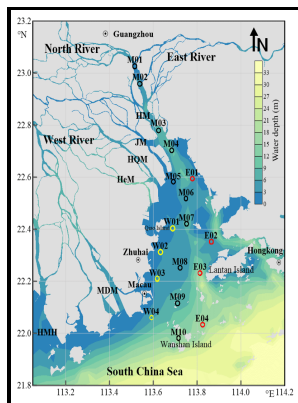 23.2
°N
Guangzhou
IN
North River
M01
East River
M02
23.0
HM
M03
JM
M04
22.8
West River
HQM
HeM
M05
E01
M06
22.6
W01
M07
W02
E02
Hongkong
22.4
Zhuhai
M08
E03
W03
Lantan Island
Macau
22.2
MDM
M09
W04
HMH
E04
M10
22.0
Wanshan Island
South China Sea
21.8
113.2
113.4
113.6
113.8
114.0
°E
114.2
33
30
27
24
21
18
15
12
9
6
3
0
Water depth (m)